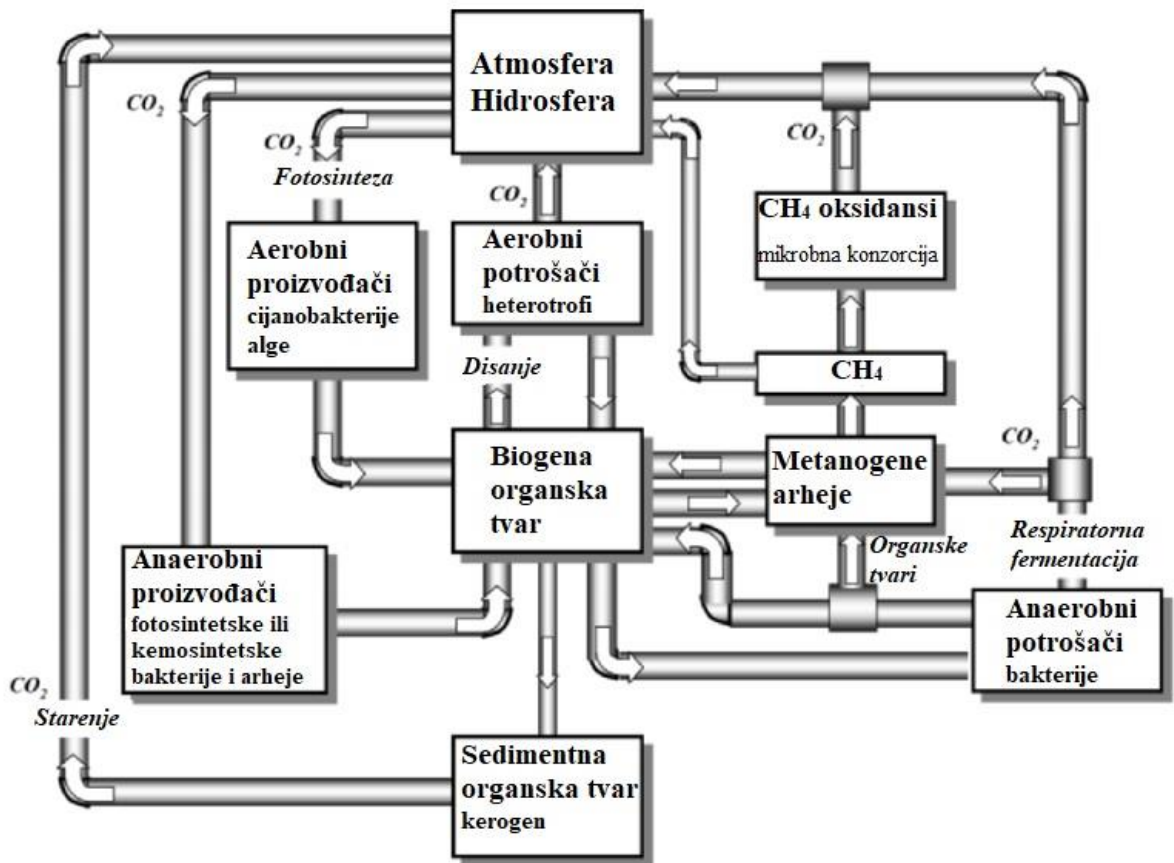 Atmosfera
Hidrosfera
CO₂
CO₂
Fotosinteza
CO₂
CO₂
CH₄ oksidansi
mikrobna konzorcija
Aerobni
proizvođači
cijanobakterije
alge
Aerobni
potrošači
heterotrofi
Disanje
CH₄
CO₂
Biogena
organska
tvar
Metanogene
arheje
Organske
tvari
Respiratorna
fermentacija
Anaerobni
proizvođači
fotosintetske ili
kemosintetske
bakterije i arheje
Anaerobni
potrošači
bakterije
CO₂
Starenje
Sedimentna
organska tvar
kerogen